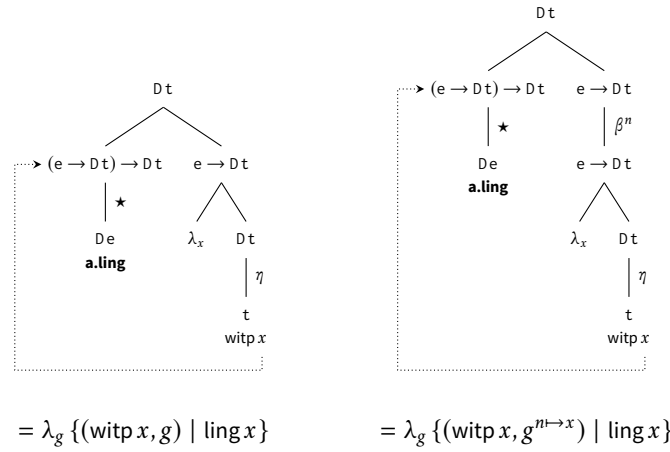 Dt
Dt
(e → Dt) → Dt e → Dt
(e → Dt) → Dt e → Dt
★
★ βⁿ
De λₓ Dt
a.ling
De e → Dt
a.ling
η
λₓ Dt
t
witp x
η
t
witp x
= λ_g {(witp x, g) | ling x}
= λ_g {(witp x, g^{n↦x}) | ling x}